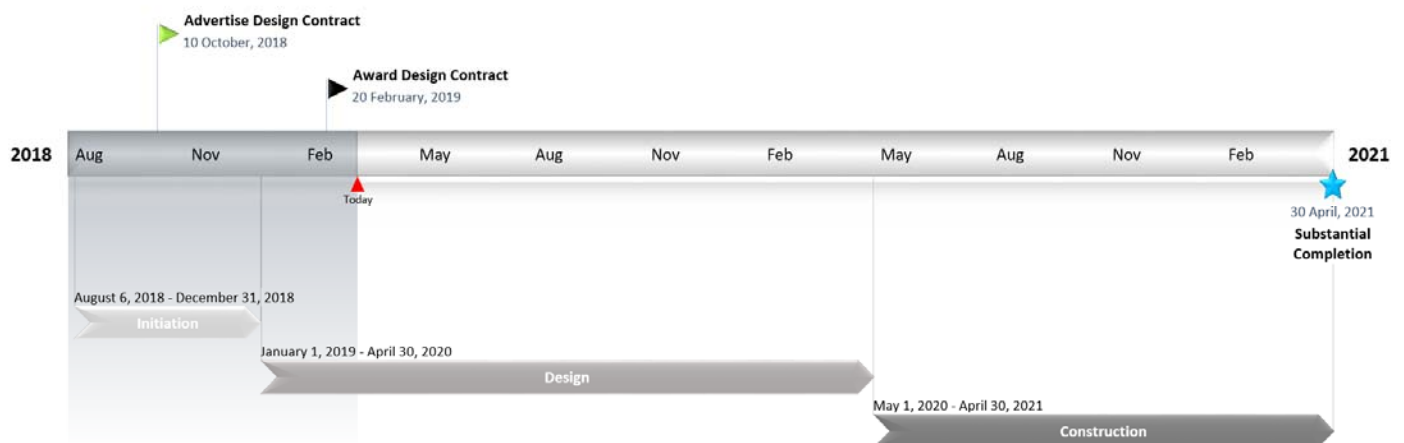 Advertise Design Contract
10 October, 2018
Award Design Contract
20 February, 2019
2018 Aug Nov Feb May Aug Nov Feb May Aug Nov Feb 2021
Today
30 April, 2021
Substantial
Completion
August 6, 2018 - December 31, 2018
Initiation
January 1, 2019 - April 30, 2020
Design
May 1, 2020 - April 30, 2021
Construction